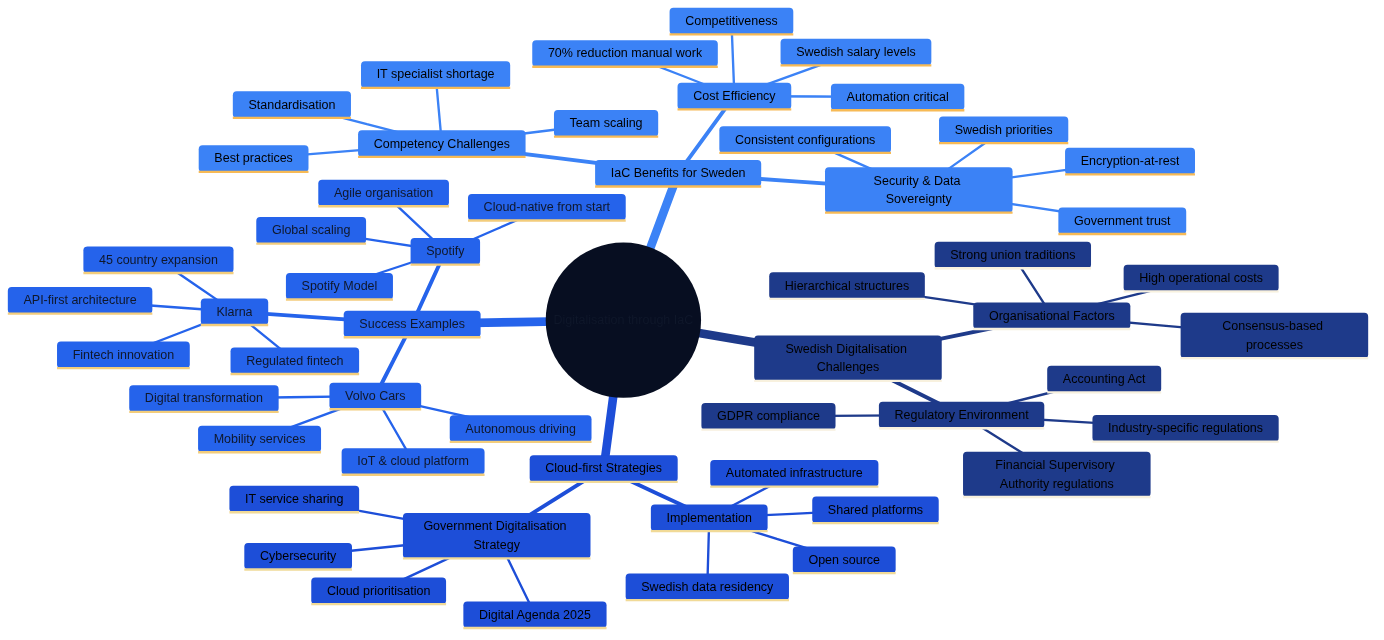 Competitiveness
70% reduction manual work
Swedish salary levels
IT specialist shortage
Cost Efficiency
Automation critical
Standardisation
Team scaling
Consistent configurations
Swedish priorities
Competency Challenges
Best practices
IaC Benefits for Sweden
Encryption-at-rest
Security & Data
Sovereignty
Government trust
Agile organisation
Cloud-native from start
Global scaling
Spotify
Spotify Model
45 country expansion
API-first architecture
Klarna
Success Examples
Fintech innovation
Regulated fintech
Digitalisation through IaC
Strong union traditions
Hierarchical structures
High operational costs
Organisational Factors
Consensus-based
processes
Swedish Digitalisation
Challenges
Accounting Act
GDPR compliance
Regulatory Environment
Industry-specific regulations
Financial Supervisory
Authority regulations
Volvo Cars
Digital transformation
Mobility services
Autonomous driving
IoT & cloud platform
Cloud-first Strategies
Automated infrastructure
IT service sharing
Shared platforms
Implementation
Government Digitalisation
Strategy
Cybersecurity
Open source
Cloud prioritisation
Swedish data residency
Digital Agenda 2025